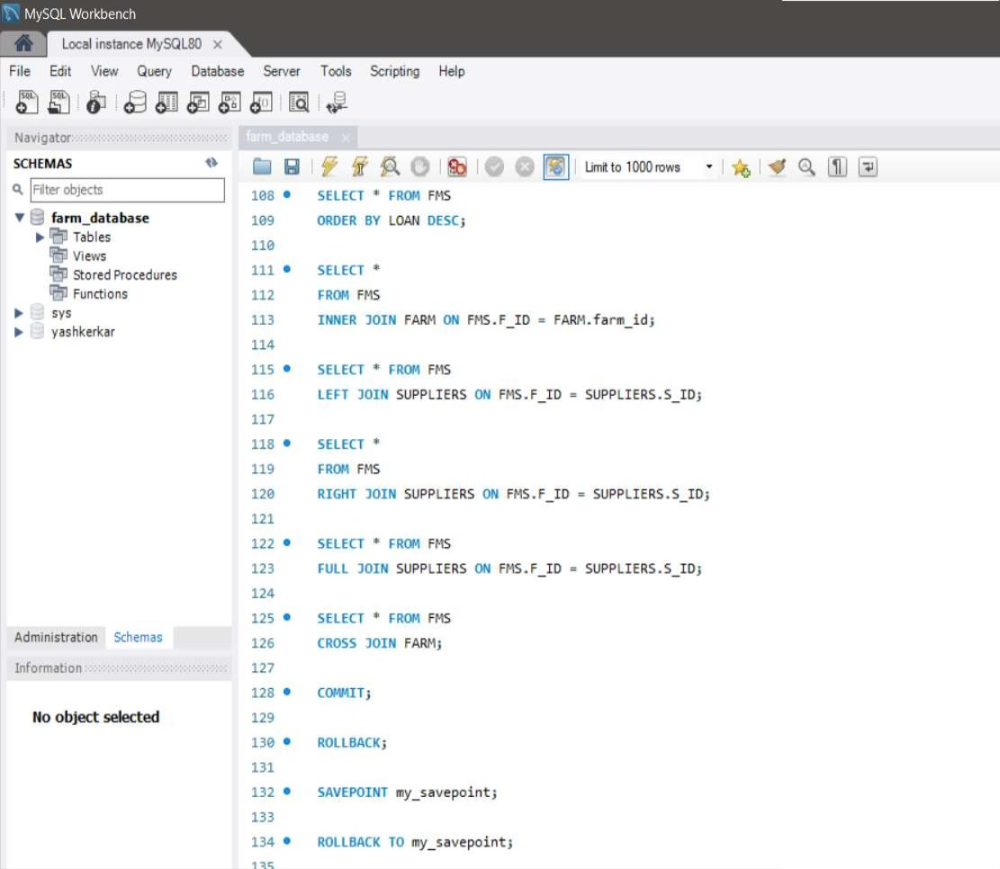 MySQL Workbench
Local instance MySQL80 ×
File Edit View Query Database Server Tools Scripting Help
Navigator
SCHEMAS
Filter objects
farm_database
Tables
Views
Stored Procedures
Functions
sys
yashkerkar
Administration Schemas
Information
No object selected
farm_database ×
Limit to 1000 rows
108 SELECT * FROM FMS
109 ORDER BY LOAN DESC;
110
111 SELECT *
112 FROM FMS
113 INNER JOIN FARM ON FMS.F_ID = FARM.farm_id;
114
115 SELECT * FROM FMS
116 LEFT JOIN SUPPLIERS ON FMS.F_ID = SUPPLIERS.S_ID;
117
118 SELECT *
119 FROM FMS
120 RIGHT JOIN SUPPLIERS ON FMS.F_ID = SUPPLIERS.S_ID;
121
122 SELECT * FROM FMS
123 FULL JOIN SUPPLIERS ON FMS.F_ID = SUPPLIERS.S_ID;
124
125 SELECT * FROM FMS
126 CROSS JOIN FARM;
127
128 COMMIT;
129
130 ROLLBACK;
131
132 SAVEPOINT my_savepoint;
133
134 ROLLBACK TO my_savepoint;
135